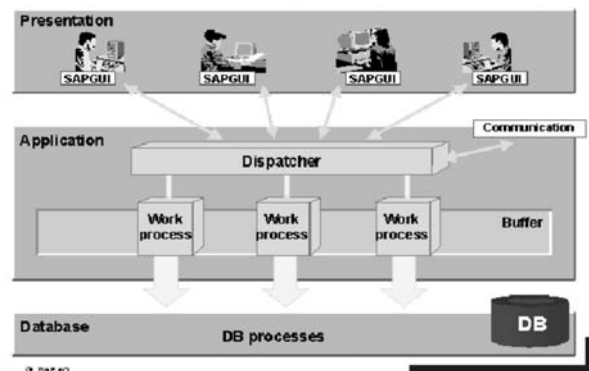 Presentation
SAPGUI
SAPGUI
SAPGUI
SAPGUI
Communication
Application
Dispatcher
Work process
Work process
Work process
Buffer
Database
DB processes
DB